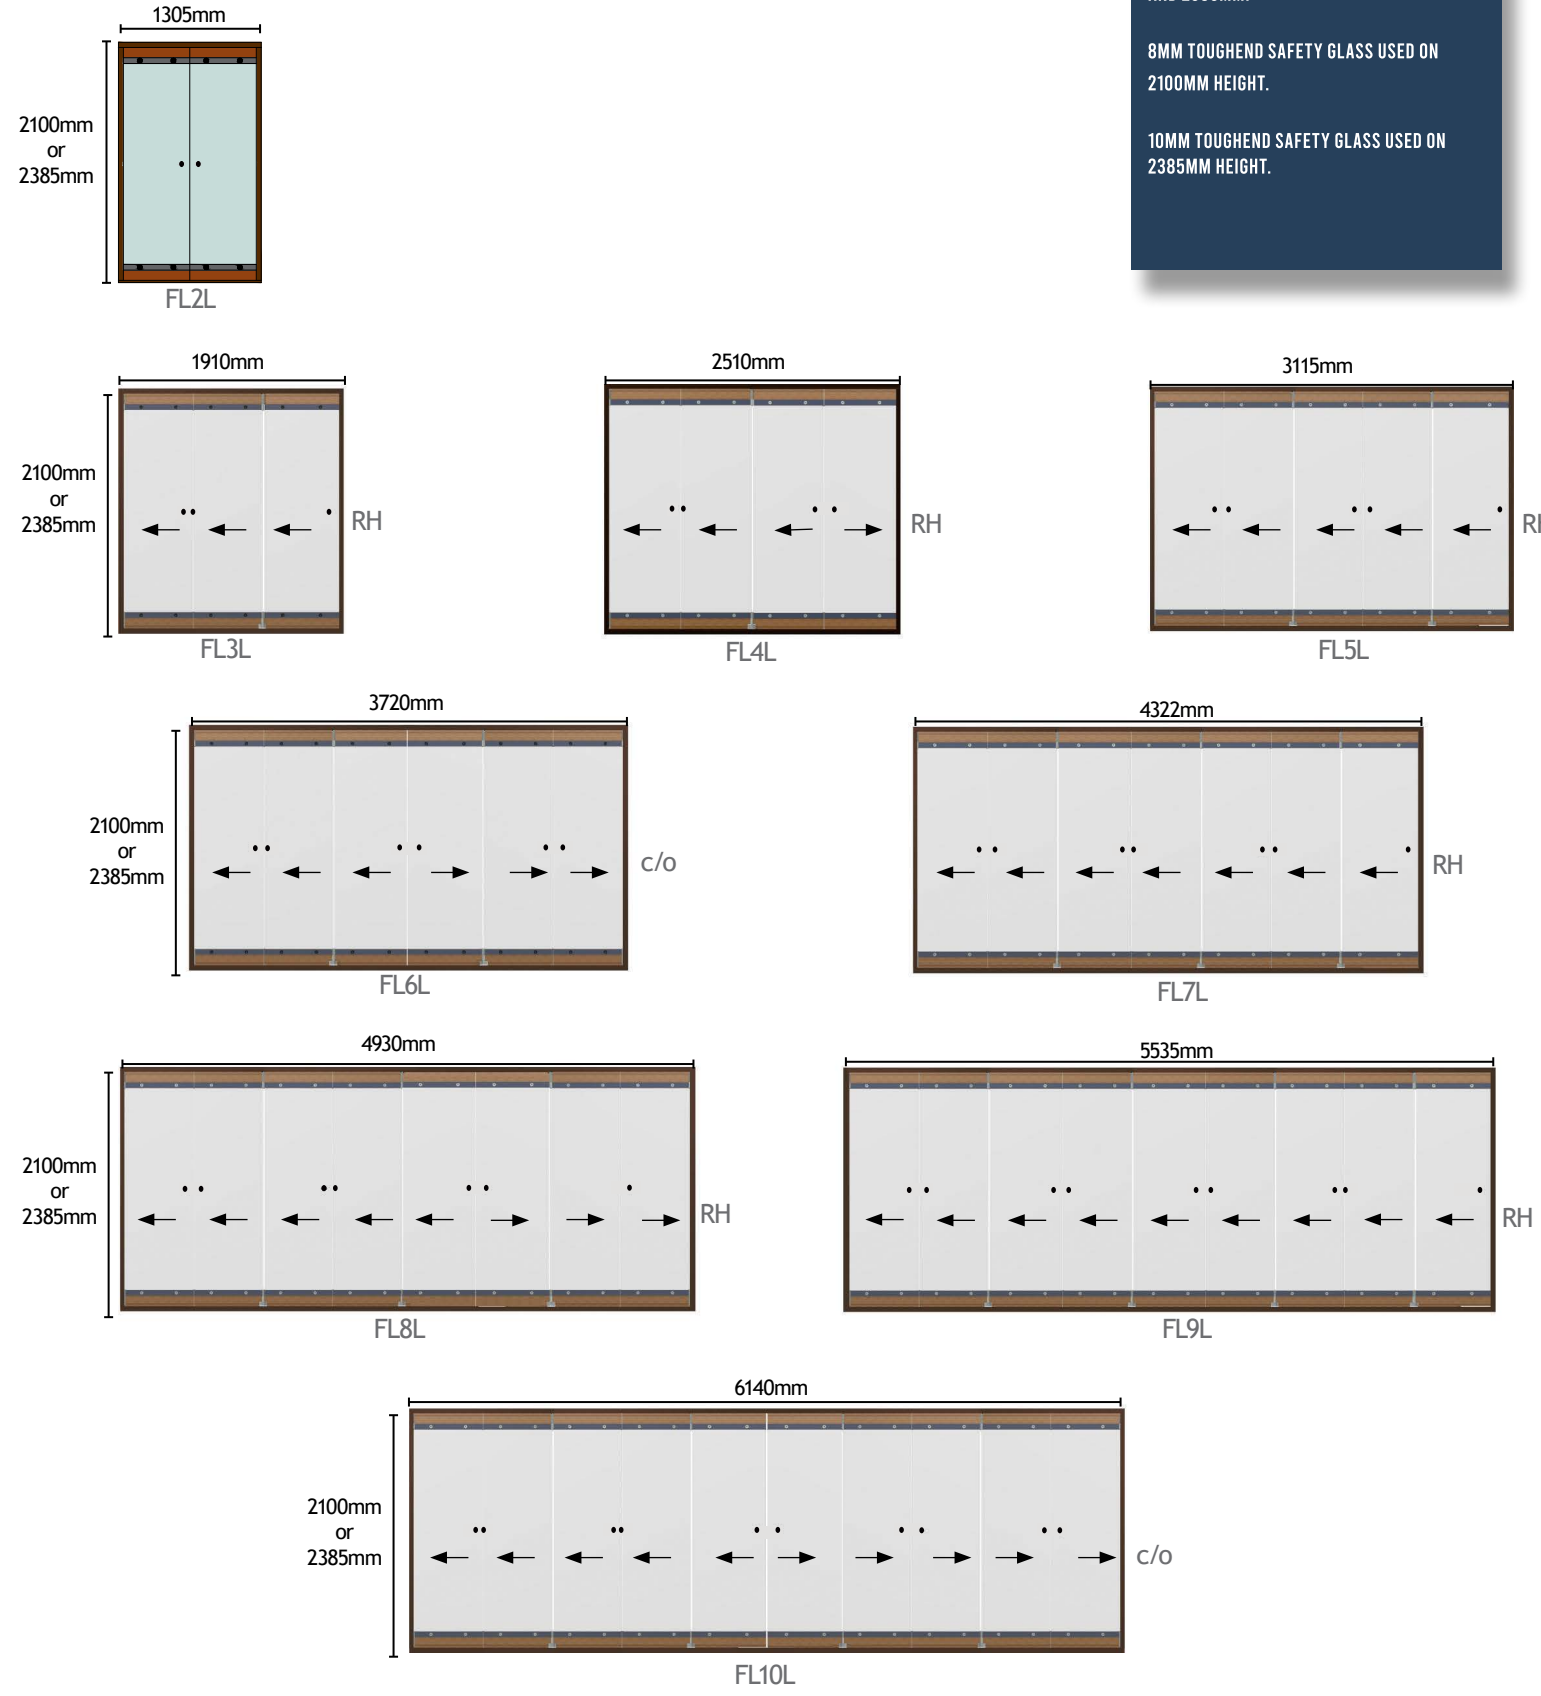 1305mm
8MM TOUGHEND SAFETY GLASS USED ON
2100MM HEIGHT.
10MM TOUGHEND SAFETY GLASS USED ON
2385MM HEIGHT.
2100mm
or
2385mm
FL2L
1910mm
2100mm
or
2385mm
RH
FL3L
2510mm
RH
FL4L
3115mm
FL5L
3720mm
2100mm
or
2385mm
c/o
FL6L
4322mm
RH
FL7L
4930mm
2100mm
or
2385mm
RH
FL8L
5535mm
RH
FL9L
6140mm
2100mm
or
2385mm
c/o
FL10L